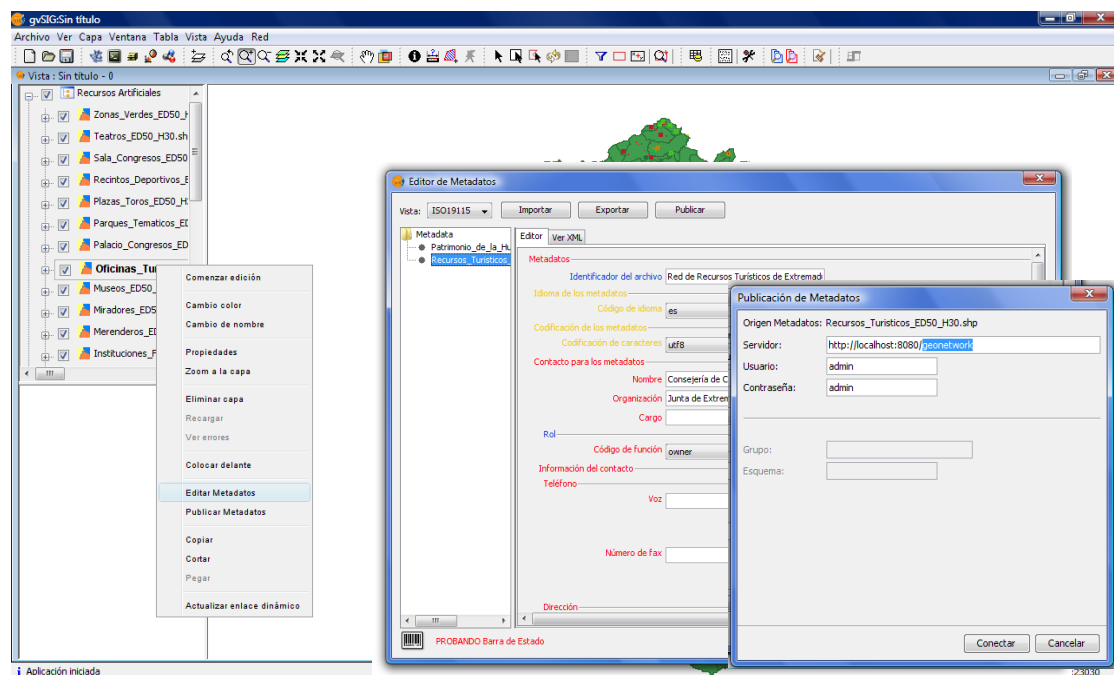 gvSIG:Sin título
Archivo Ver Capa Ventana Tabla Vista Ayuda Red
Vista : Sin título - 0
Recursos Artificiales
Zonas_Verdes_ED50_H
Teatros_ED50_H30.sh
Sala_Congresos_ED50
Recintos_Deportivos_E
Plazas_Toros_ED50_H
Parques_Tematicos_ED
Palacio_Congresos_ED
Oficinas_Tu
Museos_ED50_
Miradores_ED5
Merenderos_ED
Instituciones_F
Comenzar edición
Cambio color
Cambio de nombre
Propiedades
Zoom a la capa
Eliminar capa
Recargar
Ver errores
Colocar delante
Editar Metadatos
Publicar Metadatos
Copiar
Cortar
Pegar
Actualizar enlace dinámico
Aplicación iniciada
Editor de Metadatos
Vista: ISO19115 Importar Exportar Publicar
Metadata
Patrimonio_de_la_Hu
Recursos_Turisticos_
Editor Ver XML
Metadatos
Identificador del archivo Red de Recursos Turísticos de Extremad
Idioma de los metadatos
Código de idioma es
Codificación de los metadatos
Codificación de caracteres utf8
Contacto para los metadatos
Nombre Consejería de C
Organización Junta de Extrem
Cargo
Rol
Código de función owner
Información del contacto
Teléfono
Voz
Número de fax
Dirección
PROBANDO Barra de Estado
Publicación de Metadatos
Origen Metadatos: Recursos_Turisticos_ED50_H30.shp
Servidor: http://localhost:8080/geonetwork
Usuario: admin
Contraseña: admin
Grupo:
Esquema:
Conectar Cancelar
:23030